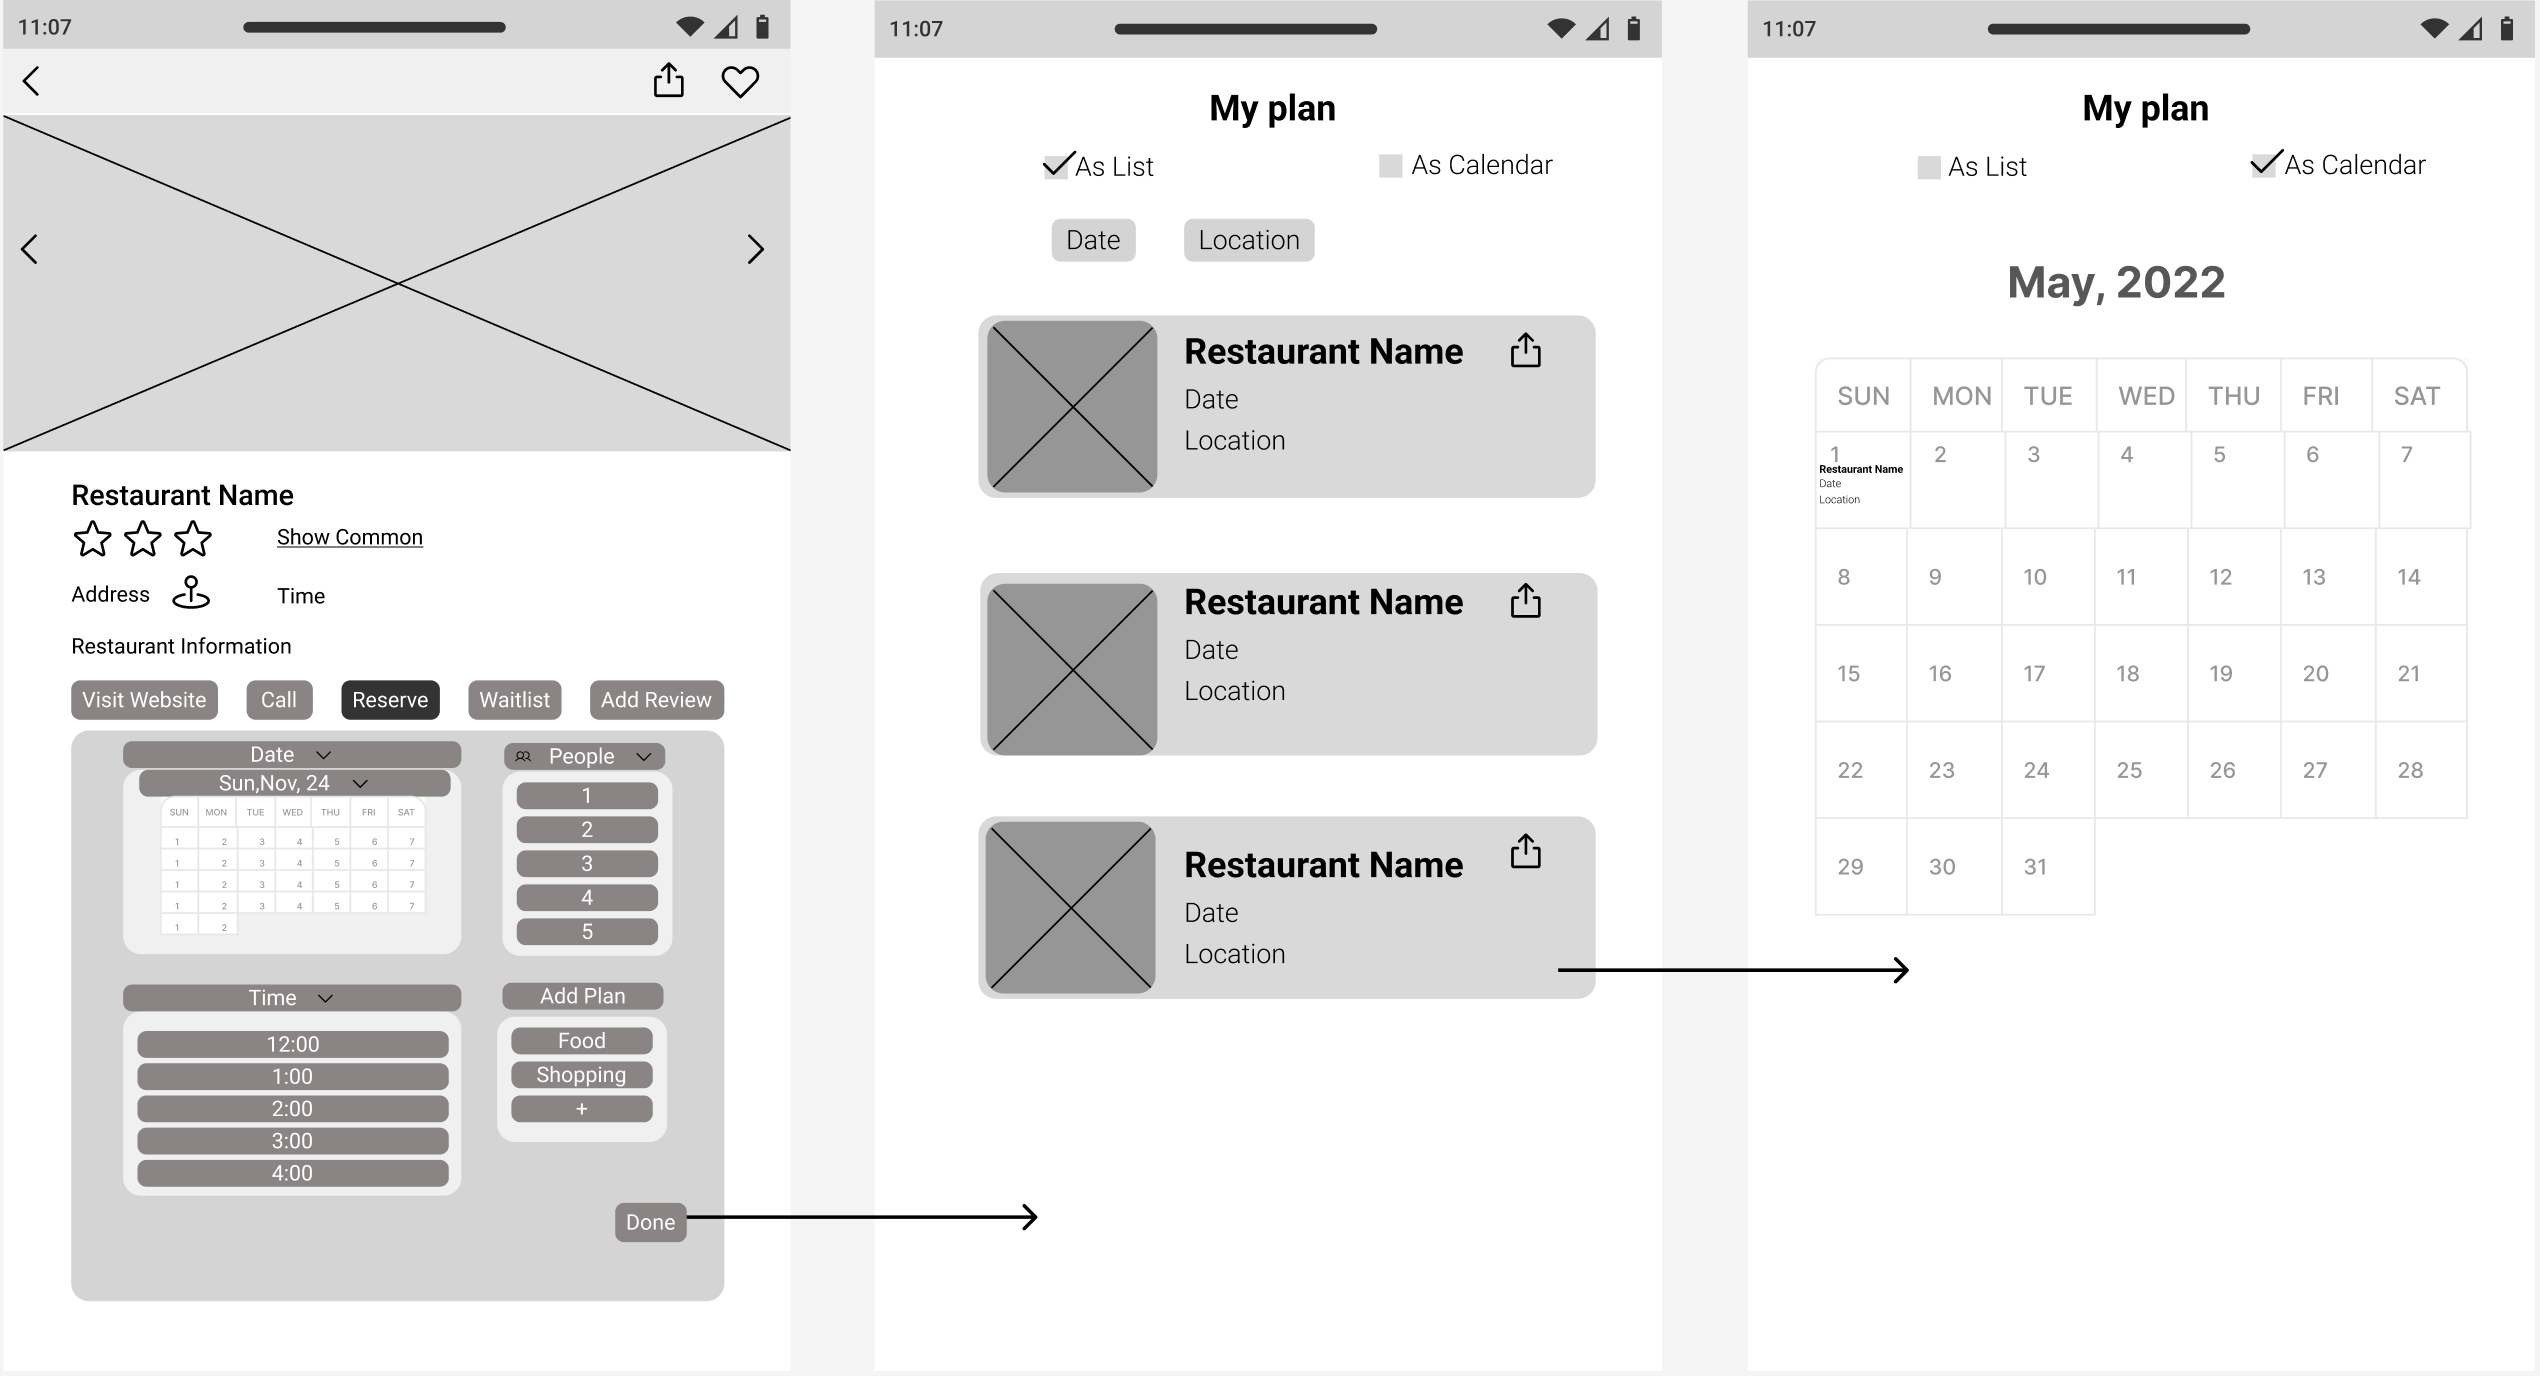 11:07
Restaurant Name
Show Common
Address
Time
Restaurant Information
Visit Website Call Reserve Waitlist Add Review
Date
People
Sun,Nov, 24
SUN MON TUE WED THU FRI SAT
1 2 3 4 5 6 7
1 2 3 4 5 6 7
1 2 3 4 5 6 7
1 2 3 4 5 6 7
1 2
1
2
3
4
5
Time
12:00
1:00
2:00
3:00
4:00
Add Plan
Food
Shopping
+
Done
11:07
My plan
As List As Calendar
Date Location
Restaurant Name
Date
Location
Restaurant Name
Date
Location
Restaurant Name
Date
Location
11:07
My plan
As List As Calendar
May, 2022
SUN MON TUE WED THU FRI SAT
1 2 3 4 5 6 7
Restaurant Name
Date
Location
8 9 10 11 12 13 14
15 16 17 18 19 20 21
22 23 24 25 26 27 28
29 30 31